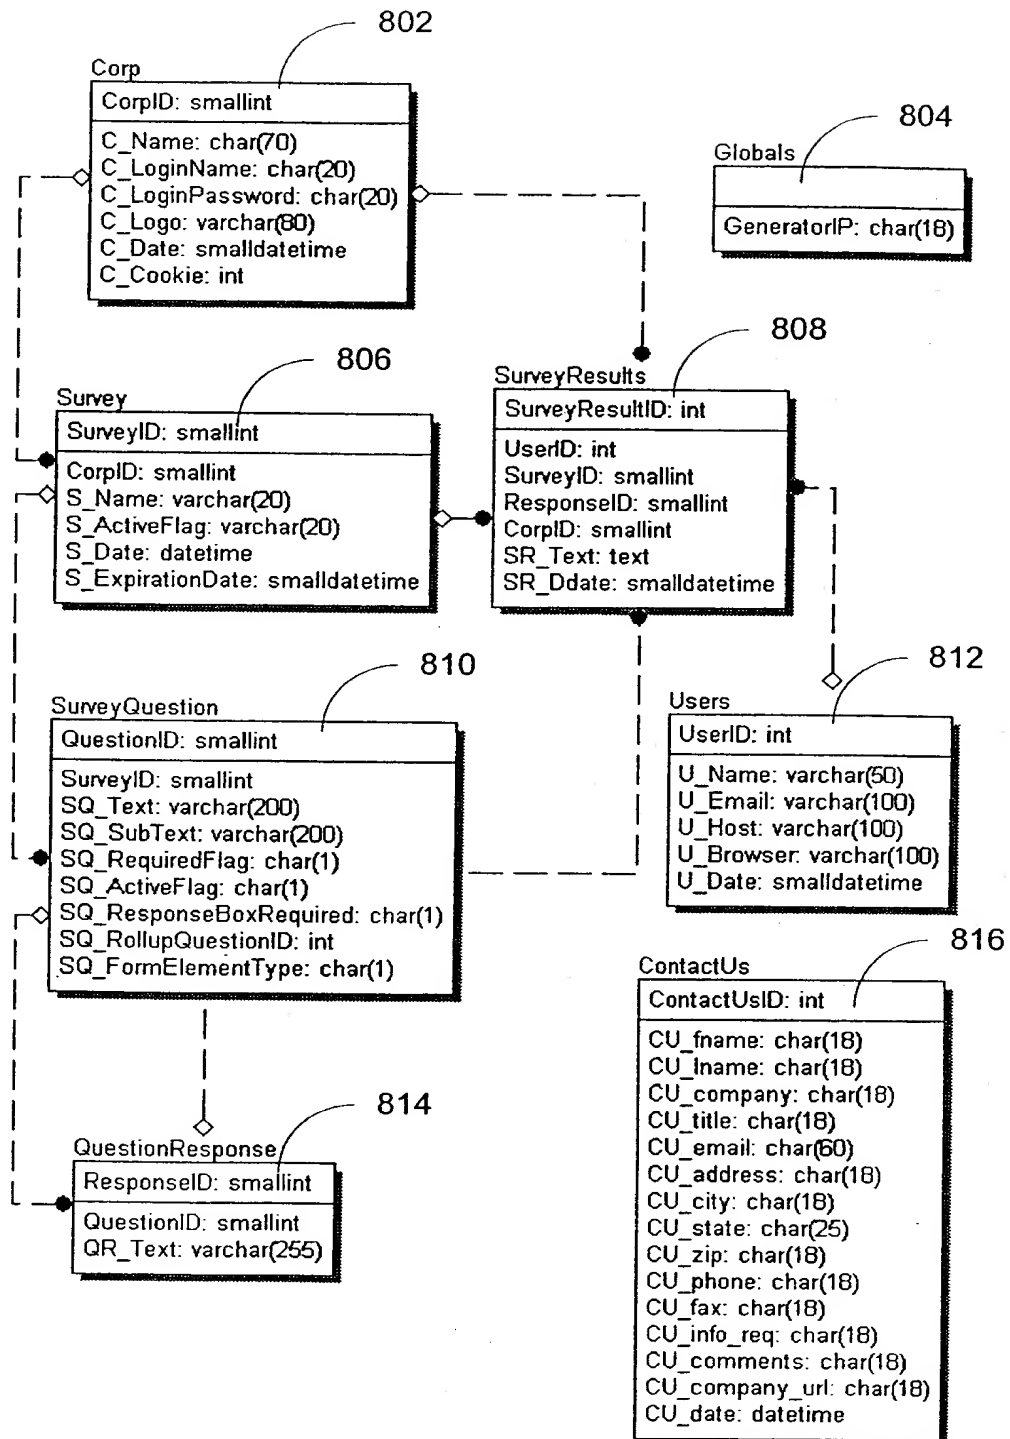 802
Corp
CorpID: smallint
C_Name: char(70)
C_LoginName: char(20)
C_LoginPassword: char(20)
C_Logo: varchar(80)
C_Date: smalldatetime
C_Cookie: int
804
Globals
GeneratorIP: char(18)
806
Survey
SurveyID: smallint
CorpID: smallint
S_Name: varchar(20)
S_ActiveFlag: varchar(20)
S_Date: datetime
S_ExpirationDate: smalldatetime
808
SurveyResults
SurveyResultID: int
UserID: int
SurveyID: smallint
ResponseID: smallint
CorpID: smallint
SR_Text: text
SR_Ddate: smalldatetime
810
SurveyQuestion
QuestionID: smallint
SurveyID: smallint
SQ_Text: varchar(200)
SQ_SubText: varchar(200)
SQ_RequiredFlag: char(1)
SQ_ActiveFlag: char(1)
SQ_ResponseBoxRequired: char(1)
SQ_RollupQuestionID: int
SQ_FormElementType: char(1)
812
Users
UserID: int
U_Name: varchar(50)
U_Email: varchar(100)
U_Host: varchar(100)
U_Browser: varchar(100)
U_Date: smalldatetime
814
QuestionResponse
ResponseID: smallint
QuestionID: smallint
QR_Text: varchar(255)
816
ContactUs
ContactUsID: int
CU_fname: char(18)
CU_lname: char(18)
CU_company: char(18)
CU_title: char(18)
CU_email: char(60)
CU_address: char(18)
CU_city: char(18)
CU_state: char(25)
CU_zip: char(18)
CU_phone: char(18)
CU_fax: char(18)
CU_info_req: char(18)
CU_comments: char(18)
CU_company_url: char(18)
CU_date: datetime